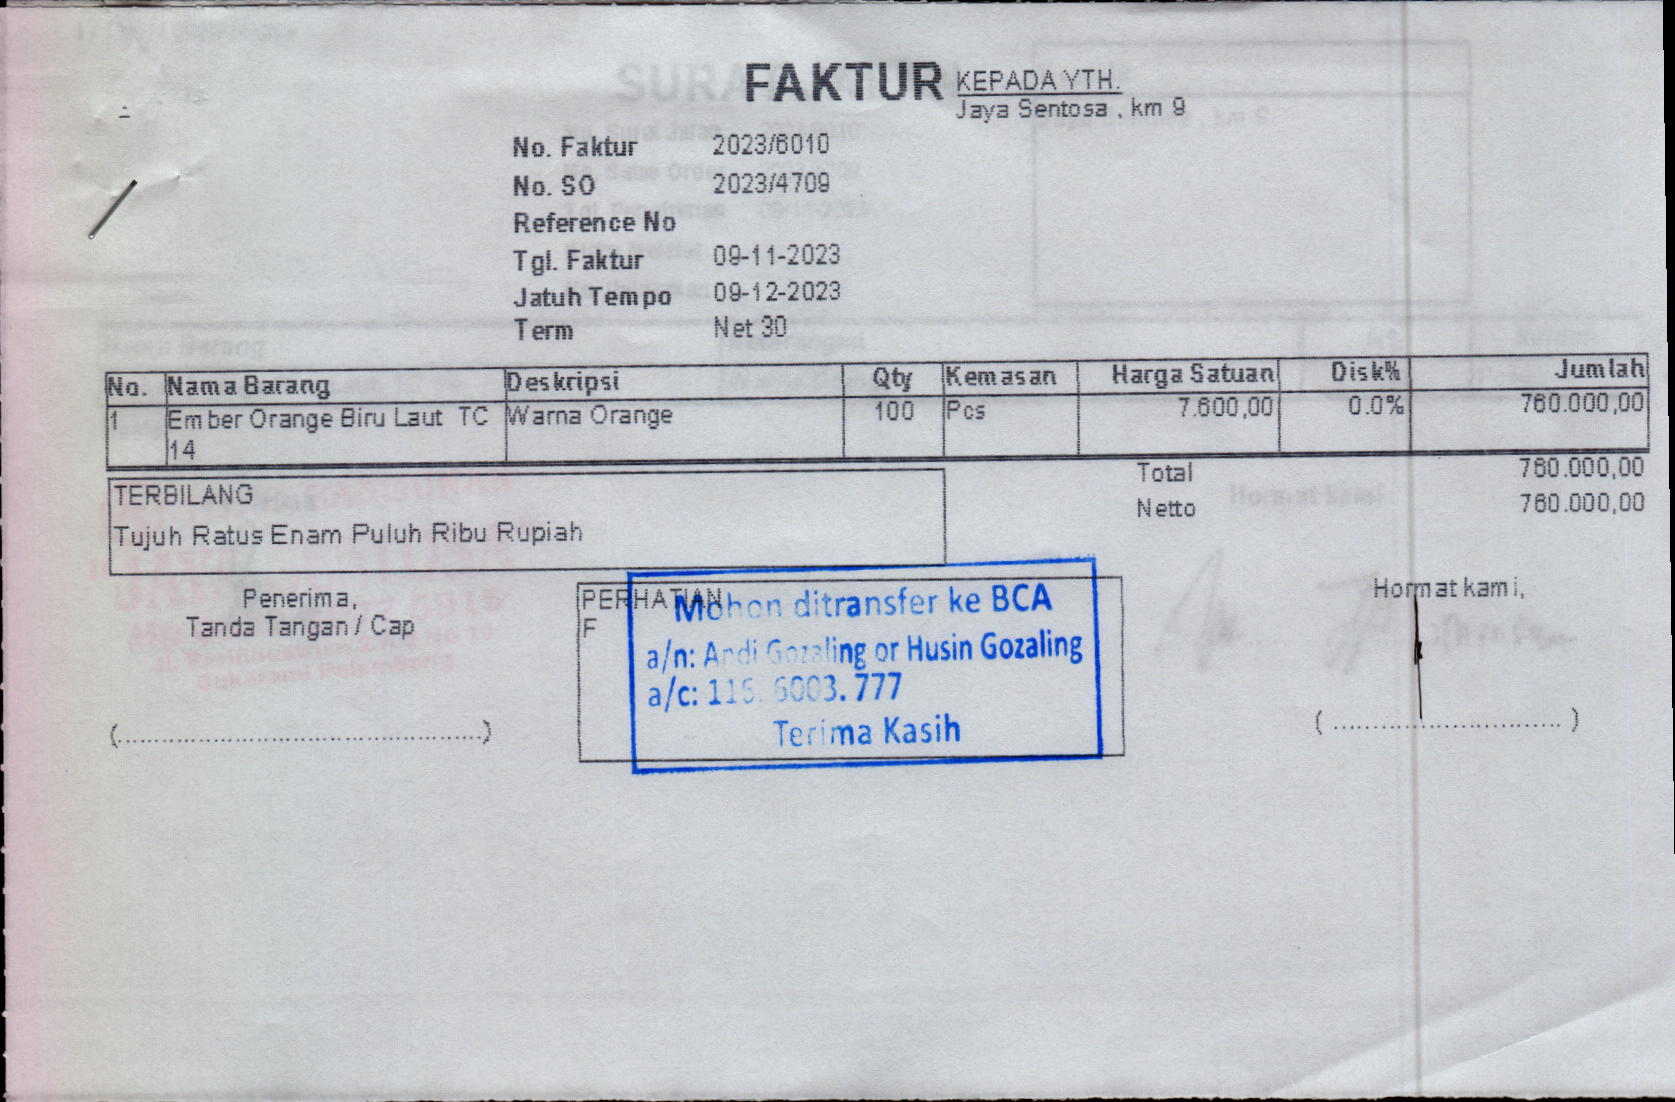 FAKTUR
KEPADA YTH.
Jaya Sentosa , km 9
No. Faktur 2023/6010
No. SO 2023/4709
Reference No
Tgl. Faktur 09-11-2023
Jatuh Tempo 09-12-2023
Term Net 30
No. Nama Barang Deskripsi Qty Kemasan Harga Satuan Disk% Jumlah
1 Ember Orange Biru Laut TC Warna Orange 100 Pcs 7.600,00 0.0% 760.000,00
14
Total 760.000,00
Netto 760.000,00
TERBILANG
Tujuh Ratus Enam Puluh Ribu Rupiah
Penerima,
Tanda Tangan / Cap
(............................................)
PERHATIAN
F
Mohon ditransfer ke BCA
a/n: Andi Gozaling or Husin Gozaling
a/c: 116. 6003. 777
Terima Kasih
Hormat kami,
( ............................ )